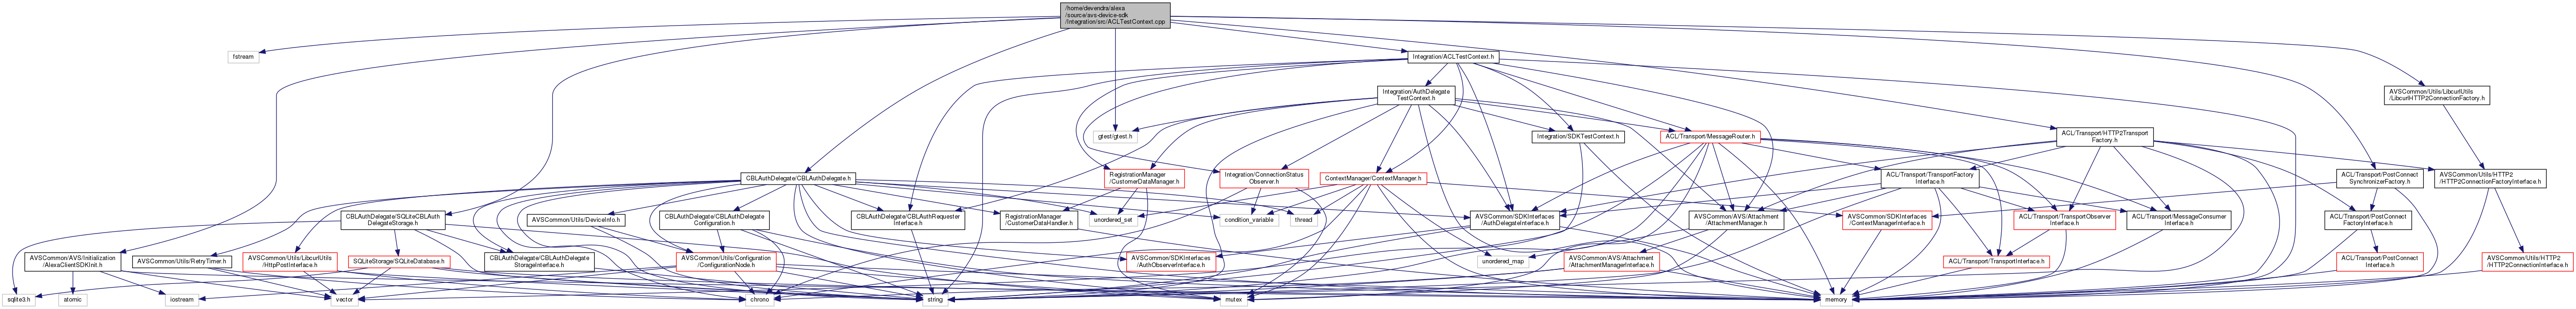 /home/devendra/alexa
/source/avs-device-sdk
/Integration/src/ACLTestContext.cpp
fstream
Integration/ACLTestContext.h
Integration/AuthDelegate
TestContext.h
AVSCommon/Utils/LibcurlUtils
/LibcurlHTTP2ConnectionFactory.h
gtest/gtest.h
Integration/SDKTestContext.h
ACL/Transport/MessageRouter.h
ACL/Transport/HTTP2Transport
Factory.h
CBLAuthDelegate/CBLAuthDelegate.h
RegistrationManager
/CustomerDataManager.h
Integration/ConnectionStatus
Observer.h
ContextManager/ContextManager.h
ACL/Transport/TransportFactory
Interface.h
ACL/Transport/PostConnect
SynchronizerFactory.h
AVSCommon/Utils/HTTP2
/HTTP2ConnectionFactoryInterface.h
CBLAuthDelegate/SQLiteCBLAuth
DelegateStorage.h
AVSCommon/Utils/DeviceInfo.h
CBLAuthDelegate/CBLAuthDelegate
Configuration.h
CBLAuthDelegate/CBLAuthRequester
Interface.h
RegistrationManager
/CustomerDataHandler.h
unordered_set
condition_variable
thread
AVSCommon/SDKInterfaces
/AuthDelegateInterface.h
AVSCommon/AVS/Attachment
/AttachmentManager.h
AVSCommon/SDKInterfaces
/ContextManagerInterface.h
ACL/Transport/TransportObserver
Interface.h
ACL/Transport/MessageConsumer
Interface.h
ACL/Transport/PostConnect
FactoryInterface.h
AVSCommon/AVS/Initialization
/AlexaClientSDKInit.h
AVSCommon/Utils/RetryTimer.h
AVSCommon/Utils/LibcurlUtils
/HttpPostInterface.h
SQLiteStorage/SQLiteDatabase.h
CBLAuthDelegate/CBLAuthDelegate
StorageInterface.h
AVSCommon/Utils/Configuration
/ConfigurationNode.h
AVSCommon/SDKInterfaces
/AuthObserverInterface.h
unordered_map
AVSCommon/AVS/Attachment
/AttachmentManagerInterface.h
ACL/Transport/TransportInterface.h
ACL/Transport/PostConnect
Interface.h
AVSCommon/Utils/HTTP2
/HTTP2ConnectionInterface.h
sqlite3.h
atomic
iostream
vector
chrono
string
mutex
memory